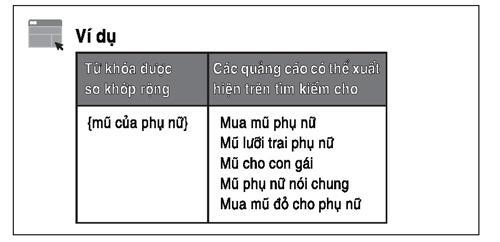 Ví dụ
Từ khóa được
so khớp rộng
Các quảng cáo có thể xuất
hiện trên tìm kiếm cho
{mũ của phụ nữ}
Mua mũ phụ nữ
Mũ lưỡi trai phụ nữ
Mũ cho con gái
Mũ phụ nữ nói chung
Mua mũ đỏ cho phụ nữ